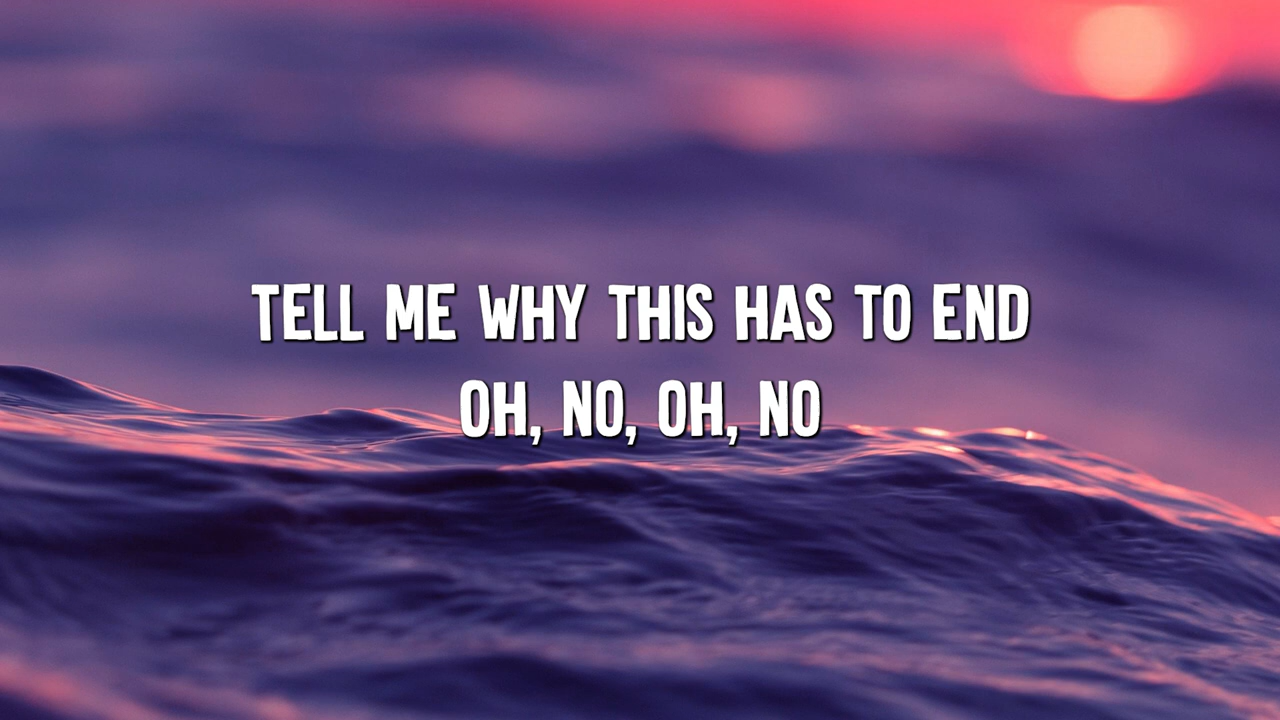 TELL ME WHY THIS HAS TO END
OH, NO, OH, NO